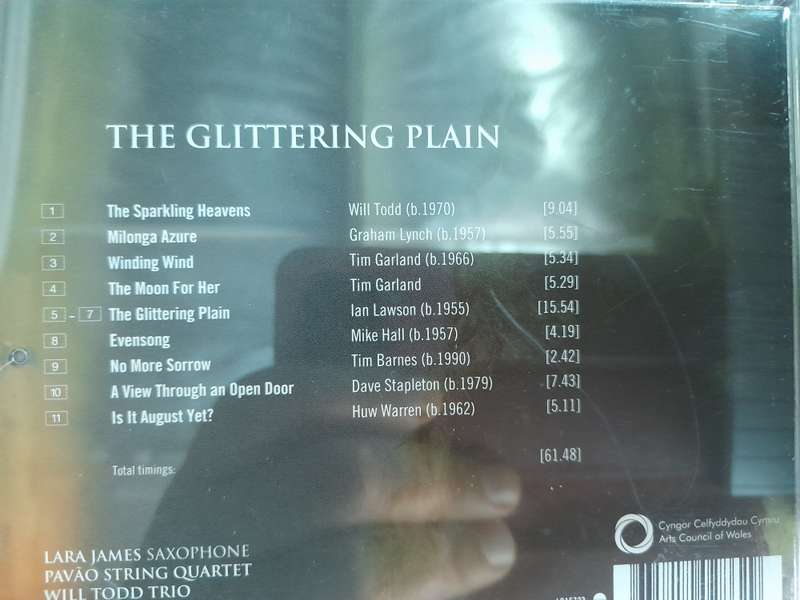 THE GLITTERING PLAIN
1 The Sparkling Heavens Will Todd (b.1970) [9.04]
2 Milonga Azure Graham Lynch (b.1957) [5.55]
3 Winding Wind Tim Garland (b.1966) [5.34]
4 The Moon For Her Tim Garland [5.29]
5 - 7 The Glittering Plain Ian Lawson (b.1955) [15.54]
8 Evensong Mike Hall (b.1957) [4.19]
9 No More Sorrow Tim Barnes (b.1990) [2.42]
10 A View Through an Open Door Dave Stapleton (b.1979) [7.43]
11 Is It August Yet? Huw Warren (b.1962) [5.11]
Total timings: [61.48]
Cyngor Celfyddydau Cymru
Arts Council of Wales
LARA JAMES SAXOPHONE
PAVÃO STRING QUARTET
WILL TODD TRIO